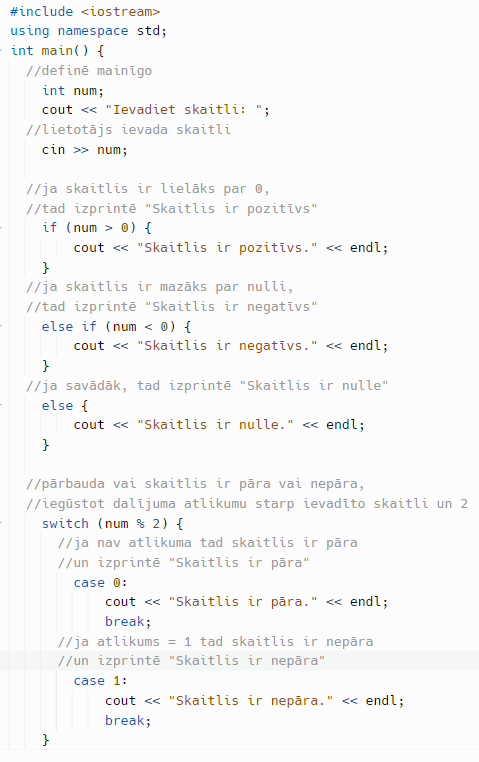 #include <iostream>
using namespace std;
int main() {
//definē mainīgo
int num;
cout << "Ievadiet skaitli: ";
//lietotājs ievada skaitli
cin >> num;
//ja skaitlis ir lielāks par 0,
//tad izprintē "Skaitlis ir pozitīvs"
if (num > 0) {
cout << "Skaitlis ir pozitīvs." << endl;
}
//ja skaitlis ir mazāks par nulli,
//tad izprintē "Skaitlis ir negatīvs"
else if (num < 0) {
cout << "Skaitlis ir negatīvs." << endl;
}
//ja savādāk, tad izprintē "Skaitlis ir nulle"
else {
cout << "Skaitlis ir nulle." << endl;
}
//pārbauda vai skaitlis ir pāra vai nepāra,
//iegūstot dalījuma atlikumu starp ievadīto skaitli un 2
switch (num % 2) {
//ja nav atlikuma tad skaitlis ir pāra
//un izprintē "Skaitlis ir pāra"
case 0:
cout << "Skaitlis ir pāra." << endl;
break;
//ja atlikums = 1 tad skaitlis ir nepāra
//un izprintē "Skaitlis ir nepāra"
case 1:
cout << "Skaitlis ir nepāra." << endl;
break;
}